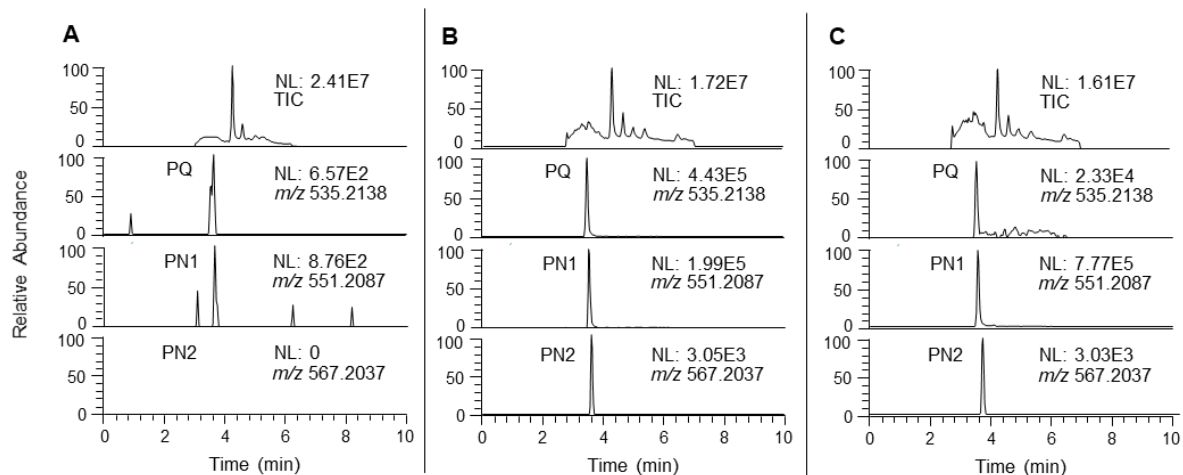 A
B
C
Relative Abundance
100
50
0
NL: 2.41E7
TIC
100
50
0
PQ
NL: 6.57E2
m/z 535.2138
100
50
0
PN1
NL: 8.76E2
m/z 551.2087
100
50
0
PN2
NL: 0
m/z 567.2037
0 2 4 6 8 10
Time (min)
100
50
0
NL: 1.72E7
TIC
100
50
0
PQ
NL: 4.43E5
m/z 535.2138
100
50
0
PN1
NL: 1.99E5
m/z 551.2087
100
50
0
PN2
NL: 3.05E3
m/z 567.2037
0 2 4 6 8 10
Time (min)
100
50
0
NL: 1.61E7
TIC
100
50
0
PQ
NL: 2.33E4
m/z 535.2138
100
50
0
PN1
NL: 7.77E5
m/z 551.2087
100
50
0
PN2
NL: 3.03E3
m/z 567.2037
0 2 4 6 8 10
Time (min)